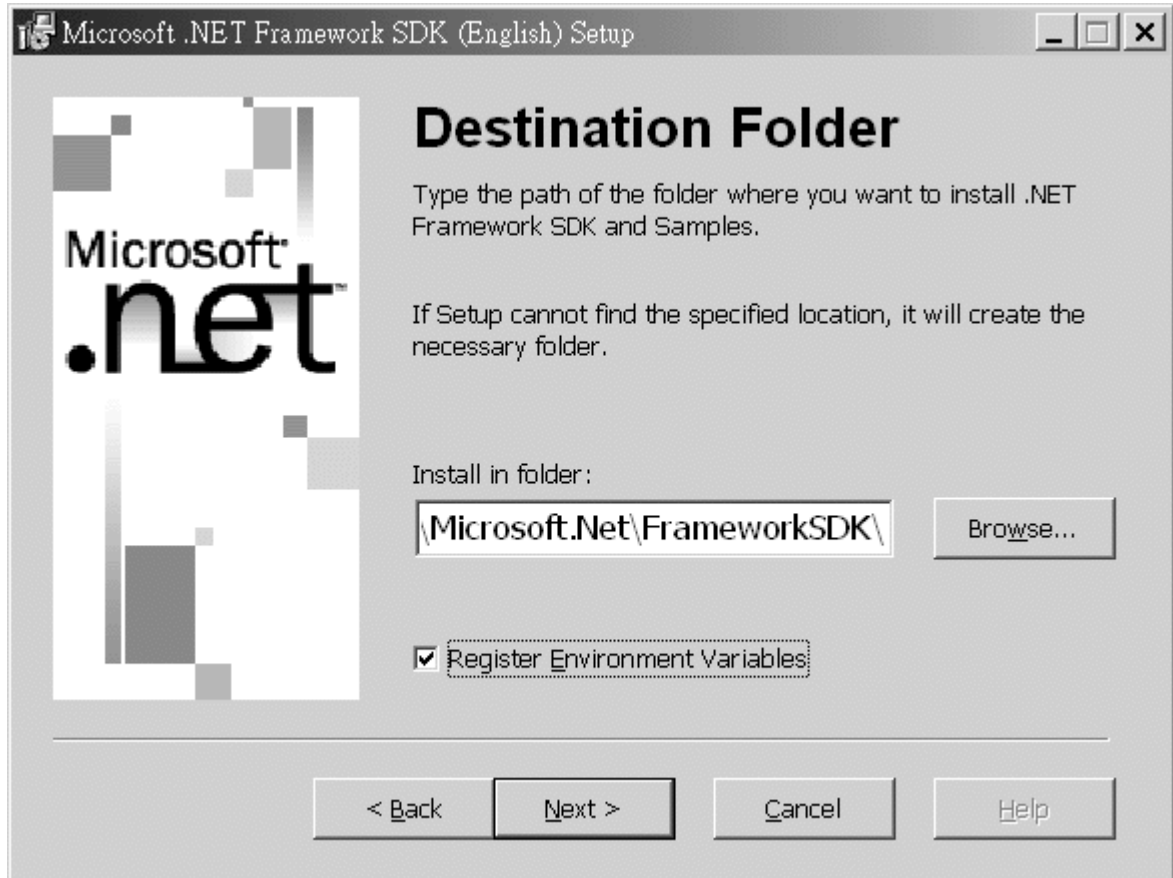 Microsoft .NET Framework SDK (English) Setup
Destination Folder
Type the path of the folder where you want to install .NET
Framework SDK and Samples.
Microsoft
.net™
If Setup cannot find the specified location, it will create the
necessary folder.
Install in folder:
\Microsoft.Net\FrameworkSDK\
Browse...
Register Environment Variables
< Back
Next >
Cancel
Help